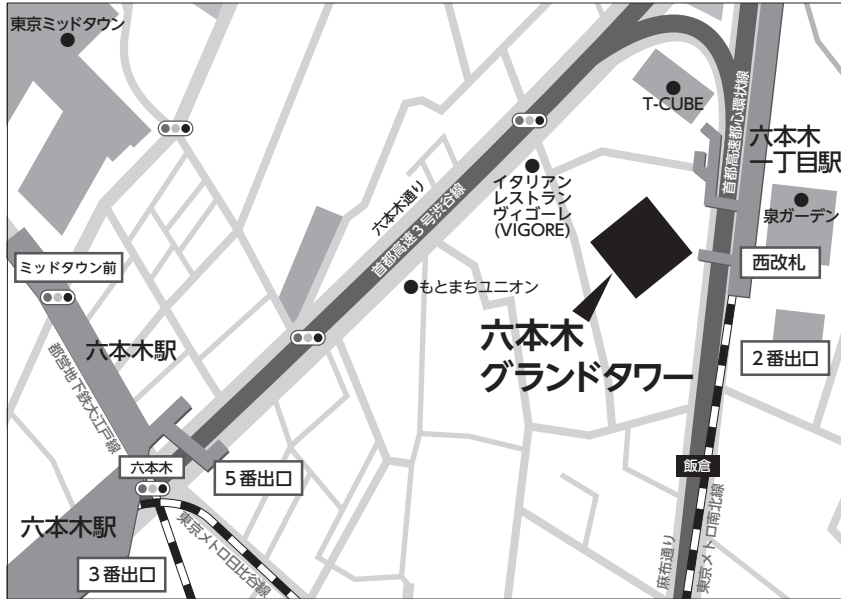 東京ミッドタウン
T-CUBE
首都高速都心環状線
六本木
一丁目駅
六本木通り
首都高速3号渋谷線
イタリアン
レストラン
ヴィゴーレ
(VIGORE)
泉ガーデン
西改札
ミッドタウン前
もとまちユニオン
六本木
グランドタワー
六本木駅
2番出口
都営地下鉄大江戸線
六本木
5番出口
飯倉
六本木駅
3番出口
東京メトロ日比谷線
麻布通り
東京メトロ南北線